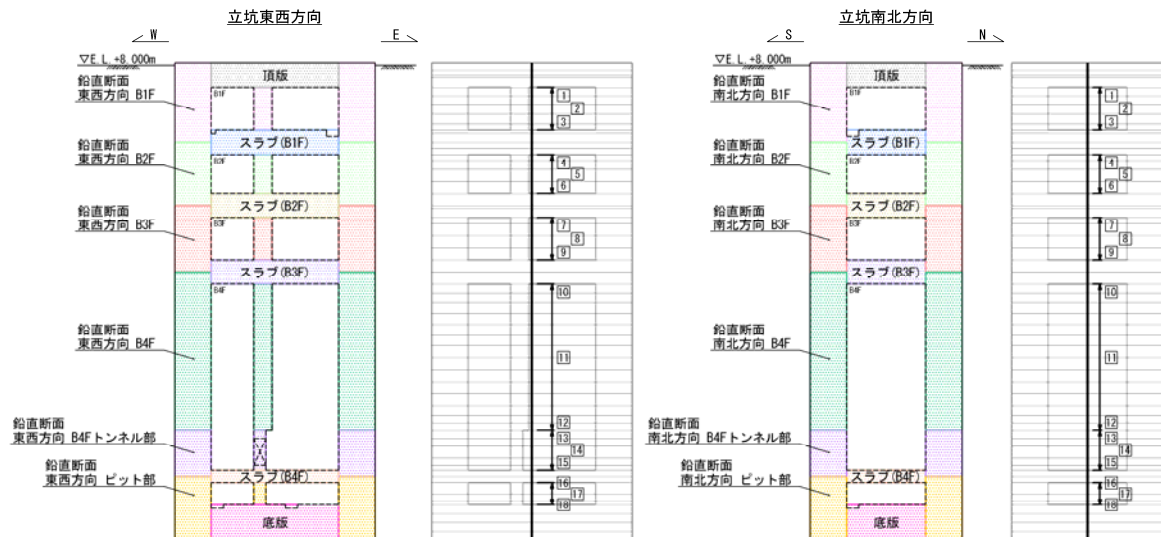 立坑東西方向
W
E
▽E.L.+8.000m
頂版
鉛直断面
東西方向 B1F
B1F
スラブ(B1F)
鉛直断面
東西方向 B2F
B2F
スラブ(B2F)
鉛直断面
東西方向 B3F
B3F
スラブ(B3F)
B4F
鉛直断面
東西方向 B4F
鉛直断面
東西方向 B4Fトンネル部
鉛直断面
東西方向 ピット部
スラブ(B4F)
底版
1
2
3
4
5
6
7
8
9
10
11
12
13
14
15
16
17
18
立坑南北方向
S
N
▽E.L.+8.000m
頂版
鉛直断面
南北方向 B1F
B1F
スラブ(B1F)
鉛直断面
南北方向 B2F
B2F
スラブ(B2F)
鉛直断面
南北方向 B3F
B3F
スラブ(B3F)
B4F
鉛直断面
南北方向 B4F
鉛直断面
南北方向 B4Fトンネル部
鉛直断面
南北方向 ピット部
スラブ(B4F)
底版
1
2
3
4
5
6
7
8
9
10
11
12
13
14
15
16
17
18